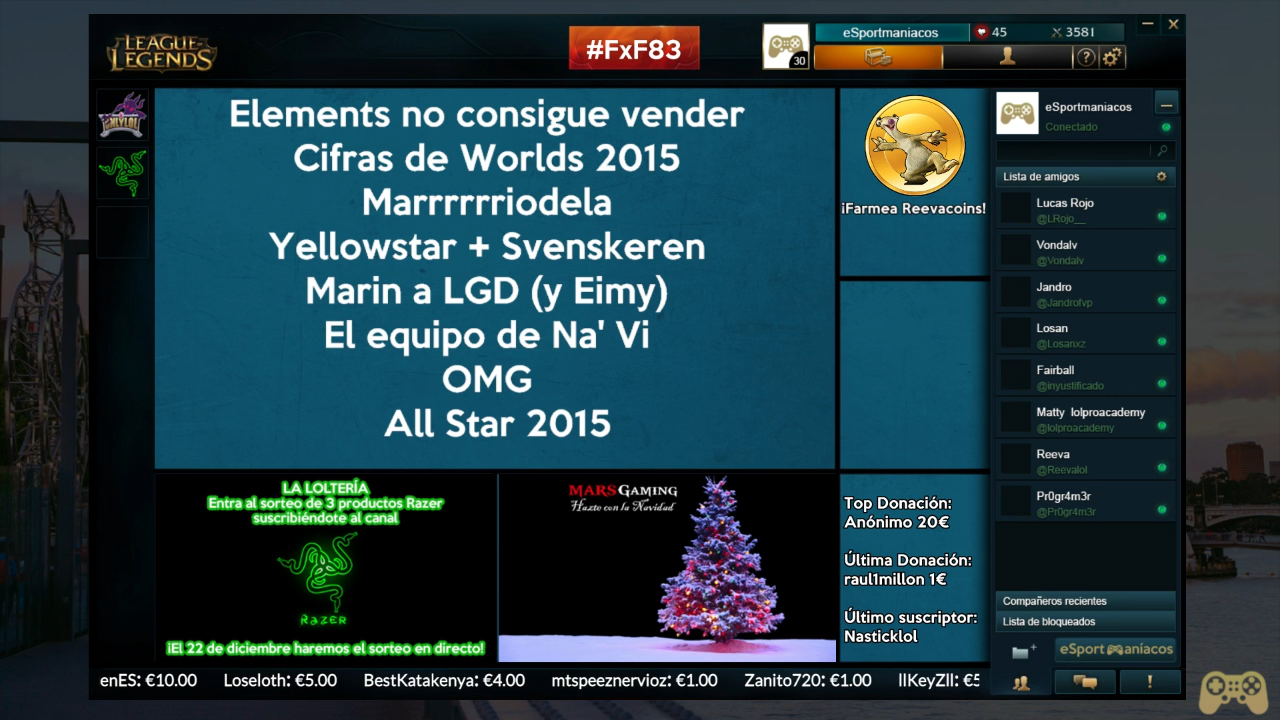 LEAGUE of LEGENDS
#FxF83
30
eSportmaniacos
45
3581
?
ONLYLOL
Elements no consigue vender
Cifras de Worlds 2015
Marrrrrriodela
Yellowstar + Svenskeren
Marin a LGD (y Eimy)
El equipo de Na' Vi
OMG
All Star 2015
¡Farmea Reevacoins!
eSportmaniacos
Conectado
Lista de amigos
Lucas Rojo
@LRojo__
Vondalv
@Vondalv
Jandro
@Jandrofvp
Losan
@Losanxz
Fairball
@inyustificado
Matty lolproacademy
@lolproacademy
Reeva
@Reevalol
Pr0gr4m3r
@Pr0gr4m3r
Compañeros recientes
Lista de bloqueados
eSportmaníacos
!
LA LOLTERÍA
Entra al sorteo de 3 productos Razer
suscribiéndote al canal
RAZER
¡El 22 de diciembre haremos el sorteo en directo!
MARSGAMING
Hazte con la Navidad
Top Donación:
Anónimo 20€
Última Donación:
raul1millon 1€
Último suscriptor:
Nasticklol
enES: €10.00 Loseloth: €5.00 BestKatakenya: €4.00 mtspeeznervioz: €1.00 Zanito720: €1.00 llKeyZll: €5